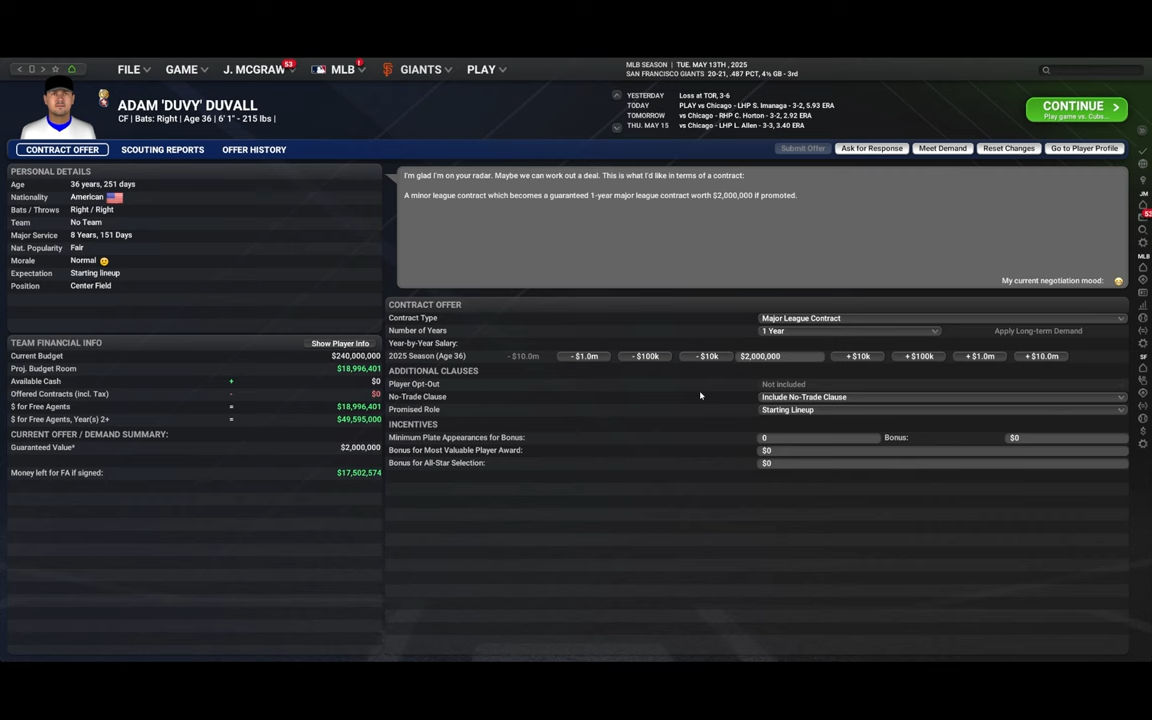 FILE
GAME
J. MCGRAW
53
MLB
!
GIANTS
PLAY
MLB SEASON | TUE. MAY 13TH , 2025
SAN FRANCISCO GIANTS 20-21, .487 PCT, 4½ GB - 3rd
ADAM 'DUVY' DUVALL
CF | Bats: Right | Age 36 | 6' 1" - 215 lbs |
YESTERDAY Loss at TOR, 3-6
TODAY PLAY vs Chicago - LHP S. Imanaga - 3-2, 5.93 ERA
TOMORROW vs Chicago - RHP C. Horton - 3-2, 2.92 ERA
THU. MAY 15 vs Chicago - LHP L. Allen - 3-3, 3.40 ERA
CONTINUE
Play game vs. Cubs...
CONTRACT OFFER
SCOUTING REPORTS
OFFER HISTORY
Submit Offer
Ask for Response
Meet Demand
Reset Changes
Go to Player Profile
PERSONAL DETAILS
Age 36 years, 251 days
Nationality American
Bats / Throws Right / Right
Team No Team
Major Service 8 Years, 151 Days
Nat. Popularity Fair
Morale Normal
Expectation Starting lineup
Position Center Field
I'm glad I'm on your radar. Maybe we can work out a deal. This is what I'd like in terms of a contract:
A minor league contract which becomes a guaranteed 1-year major league contract worth $2,000,000 if promoted.
My current negotiation mood:
TEAM FINANCIAL INFO
Show Player Info
Current Budget $240,000,000
Proj. Budget Room $18,996,401
Available Cash + $0
Offered Contracts (incl. Tax) - $0
$ for Free Agents = $18,996,401
$ for Free Agents, Year(s) 2+ = $49,595,000
CURRENT OFFER / DEMAND SUMMARY:
Guaranteed Value* $2,000,000
Money left for FA if signed: $17,502,574
CONTRACT OFFER
Contract Type Major League Contract
Number of Years 1 Year Apply Long-term Demand
Year-by-Year Salary:
2025 Season (Age 36) - $10.0m - $1.0m - $100k - $10k $2,000,000 + $10k + $100k + $1.0m + $10.0m
ADDITIONAL CLAUSES
Player Opt-Out Not included
No-Trade Clause Include No-Trade Clause
Promised Role Starting Lineup
INCENTIVES
Minimum Plate Appearances for Bonus: 0 Bonus: $0
Bonus for Most Valuable Player Award: $0
Bonus for All-Star Selection: $0
JM
53
MLB
SF